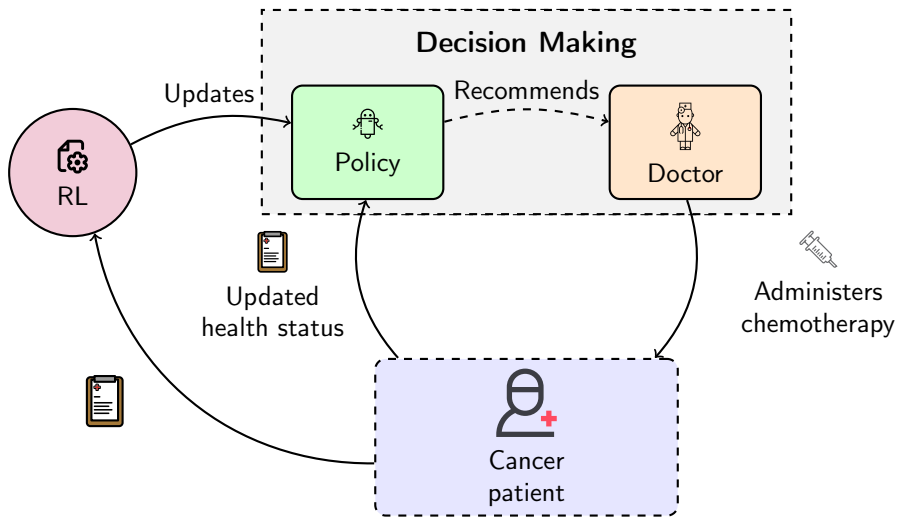 Decision Making
Updates
Recommends
Policy
Doctor
RL
Updated
health status
Administers
chemotherapy
Cancer
patient